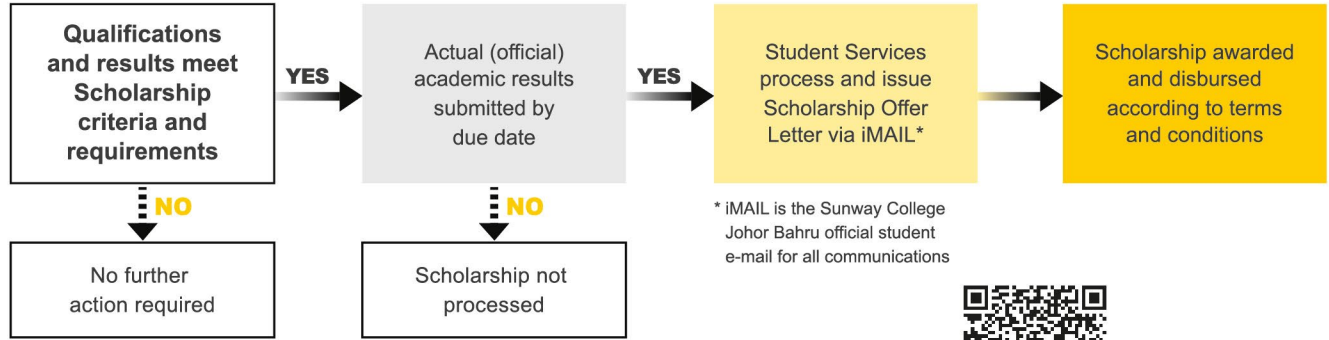 Qualifications
and results meet
Scholarship
criteria and
requirements
YES
Actual (official)
academic results
submitted by
due date
YES
Student Services
process and issue
Scholarship Offer
Letter via iMAIL*
Scholarship awarded
and disbursed
according to terms
and conditions
NO
NO
* iMAIL is the Sunway College
Johor Bahru official student
e-mail for all communications
No further
action required
Scholarship not
processed